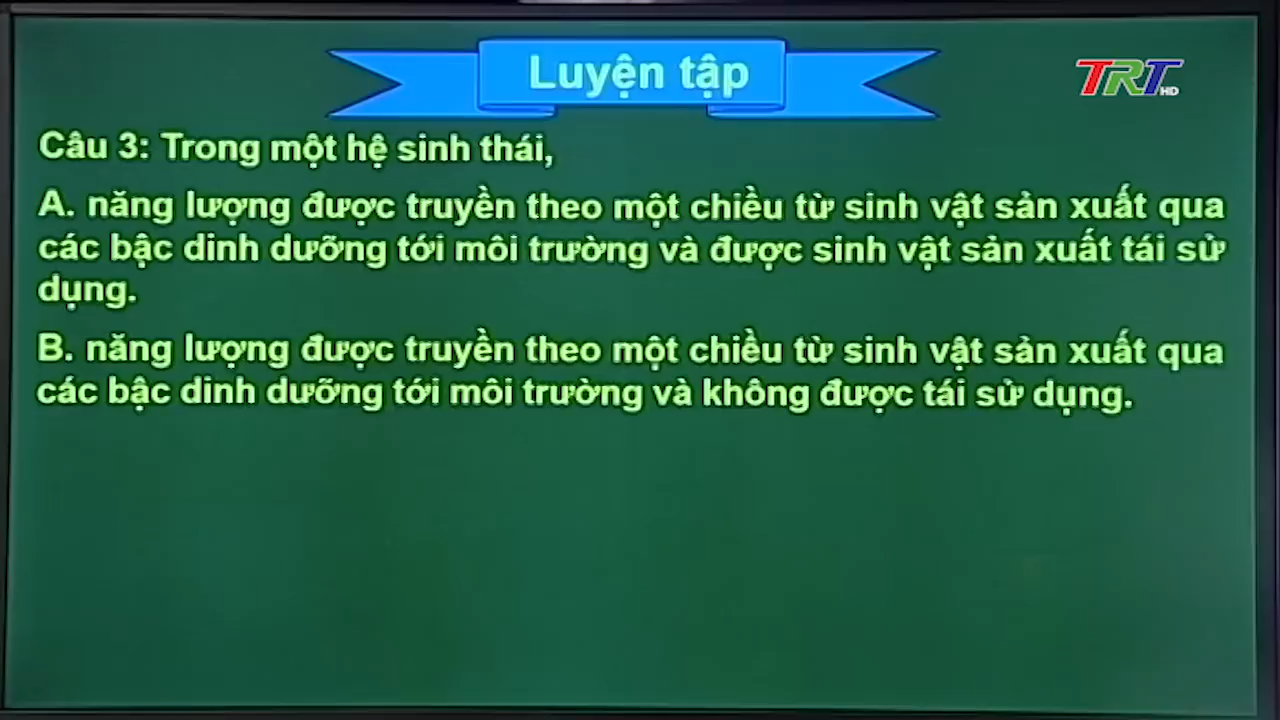 Luyện tập
TRT HD
Câu 3: Trong một hệ sinh thái,
A. năng lượng được truyền theo một chiều từ sinh vật sản xuất qua
các bậc dinh dưỡng tới môi trường và được sinh vật sản xuất tái sử
dụng.
B. năng lượng được truyền theo một chiều từ sinh vật sản xuất qua
các bậc dinh dưỡng tới môi trường và không được tái sử dụng.